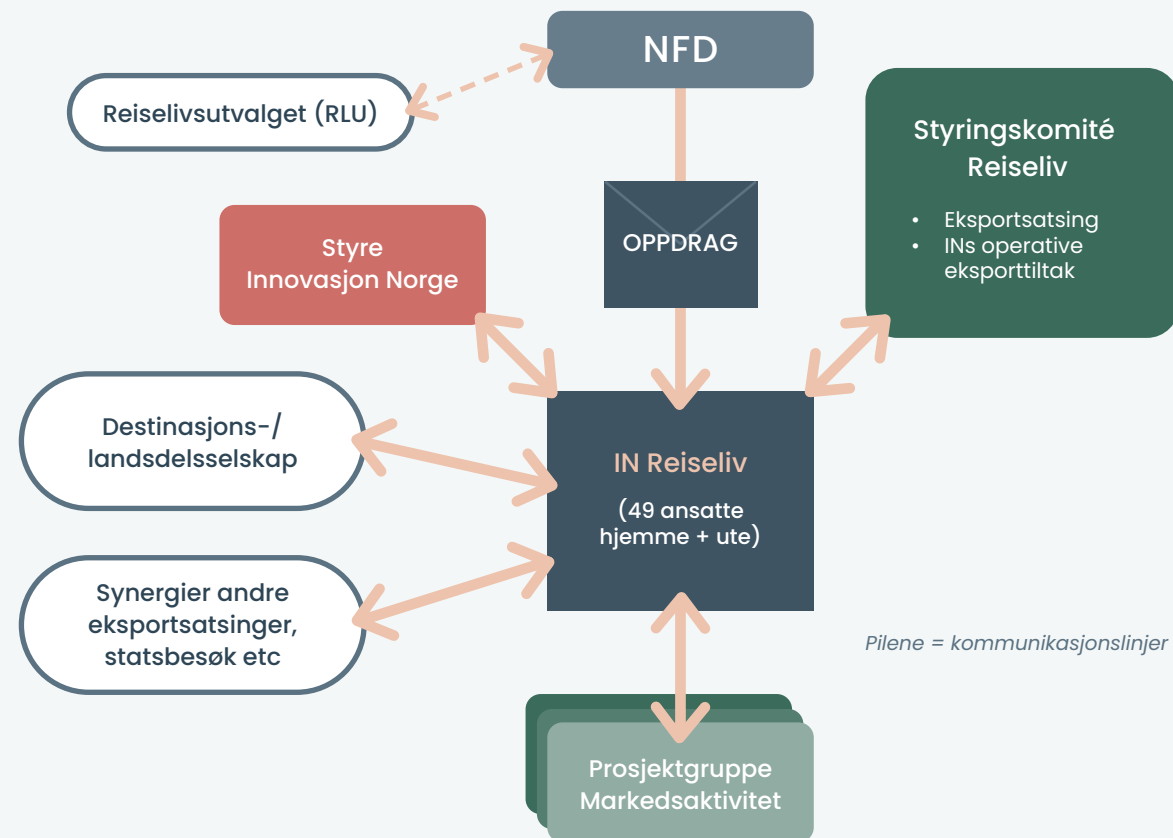 NFD
Reiselivsutvalget (RLU)
Styringskomité
Reiseliv
• Eksportsatsing
• INs operative
eksporttiltak
OPPDRAG
Styre
Innovasjon Norge
Destinasjons-/
landsdelsselskap
IN Reiseliv
(49 ansatte
hjemme + ute)
Synergier andre
eksportsatsinger,
statsbesøk etc
Pilene = kommunikasjonslinjer
Prosjektgruppe
Markedsaktivitet